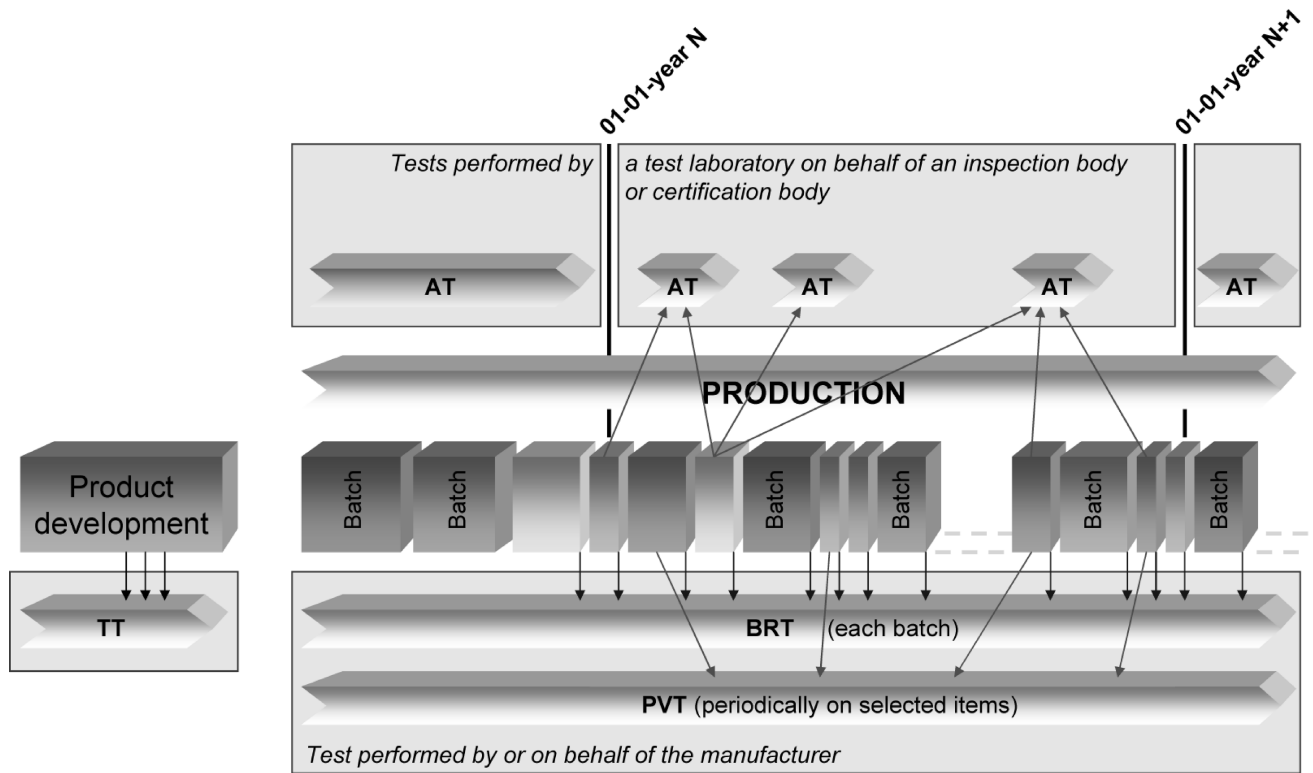 01-01-year N
01-01-year N+1
Tests performed by
a test laboratory on behalf of an inspection body
or certification body
AT
AT
AT
AT
AT
PRODUCTION
Product
development
Batch
Batch
Batch
Batch
Batch
Batch
TT
BRT (each batch)
PVT (periodically on selected items)
Test performed by or on behalf of the manufacturer